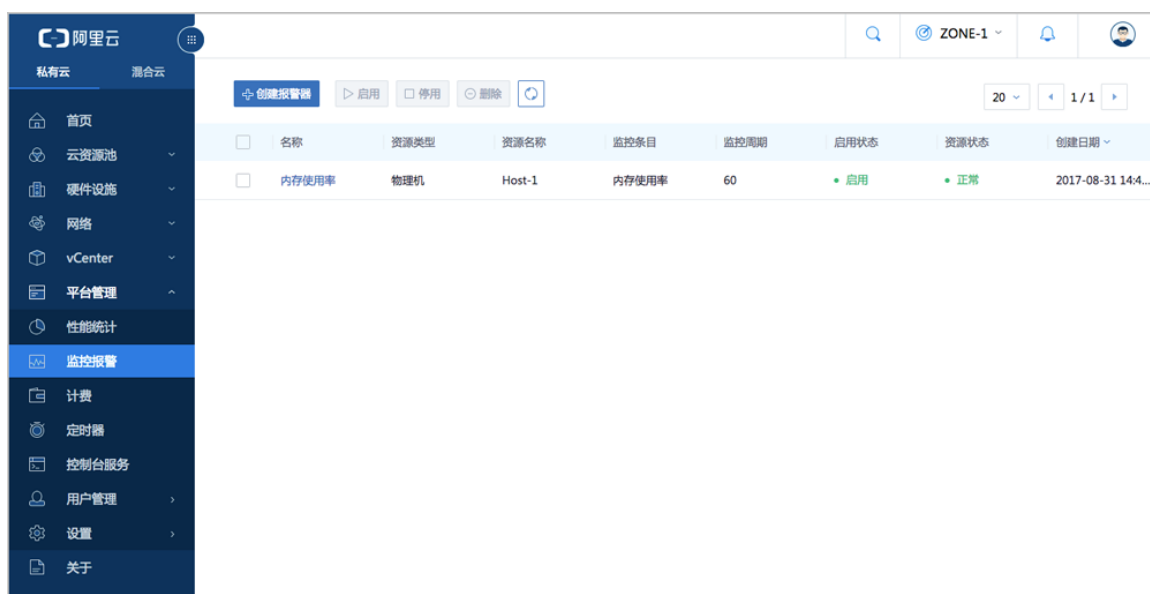 阿里云
ZONE-1
私有云 混合云
创建报警器 启用 停用 删除
20 1 / 1
首页
云资源池
硬件设施
网络
vCenter
平台管理
性能统计
监控报警
计费
定时器
控制台服务
用户管理
设置
关于
名称 资源类型 资源名称 监控条目 监控周期 启用状态 资源状态 创建日期
内存使用率 物理机 Host-1 内存使用率 60 启用 正常 2017-08-31 14:4...